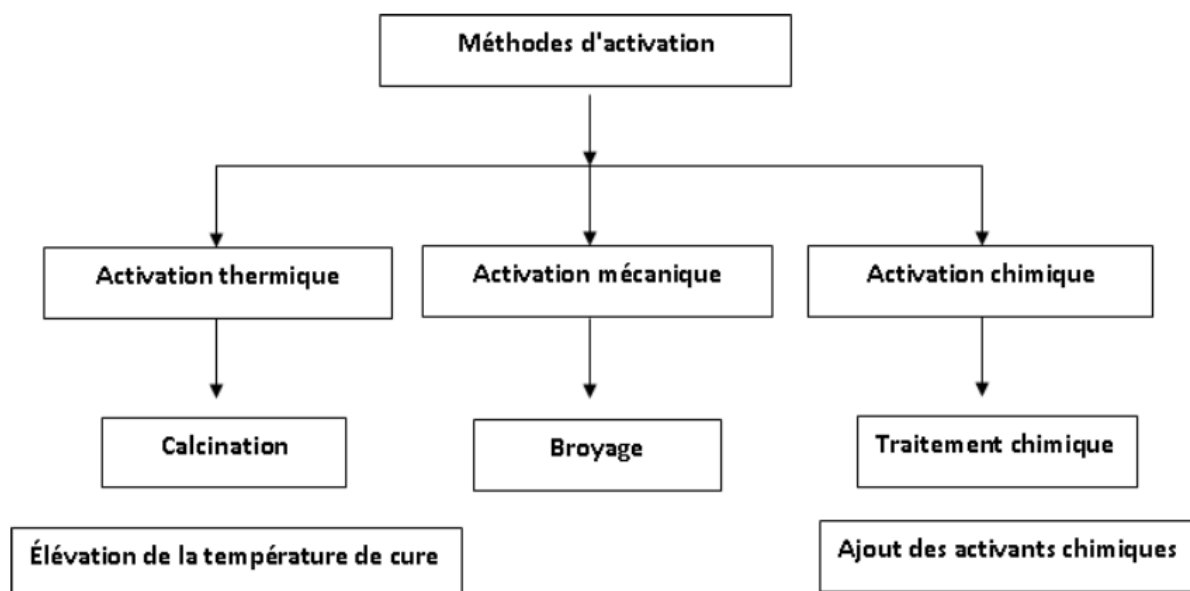 Méthodes d'activation
Activation thermique
Activation mécanique
Activation chimique
Calcination
Broyage
Traitement chimique
Élévation de la température de cure
Ajout des activants chimiques